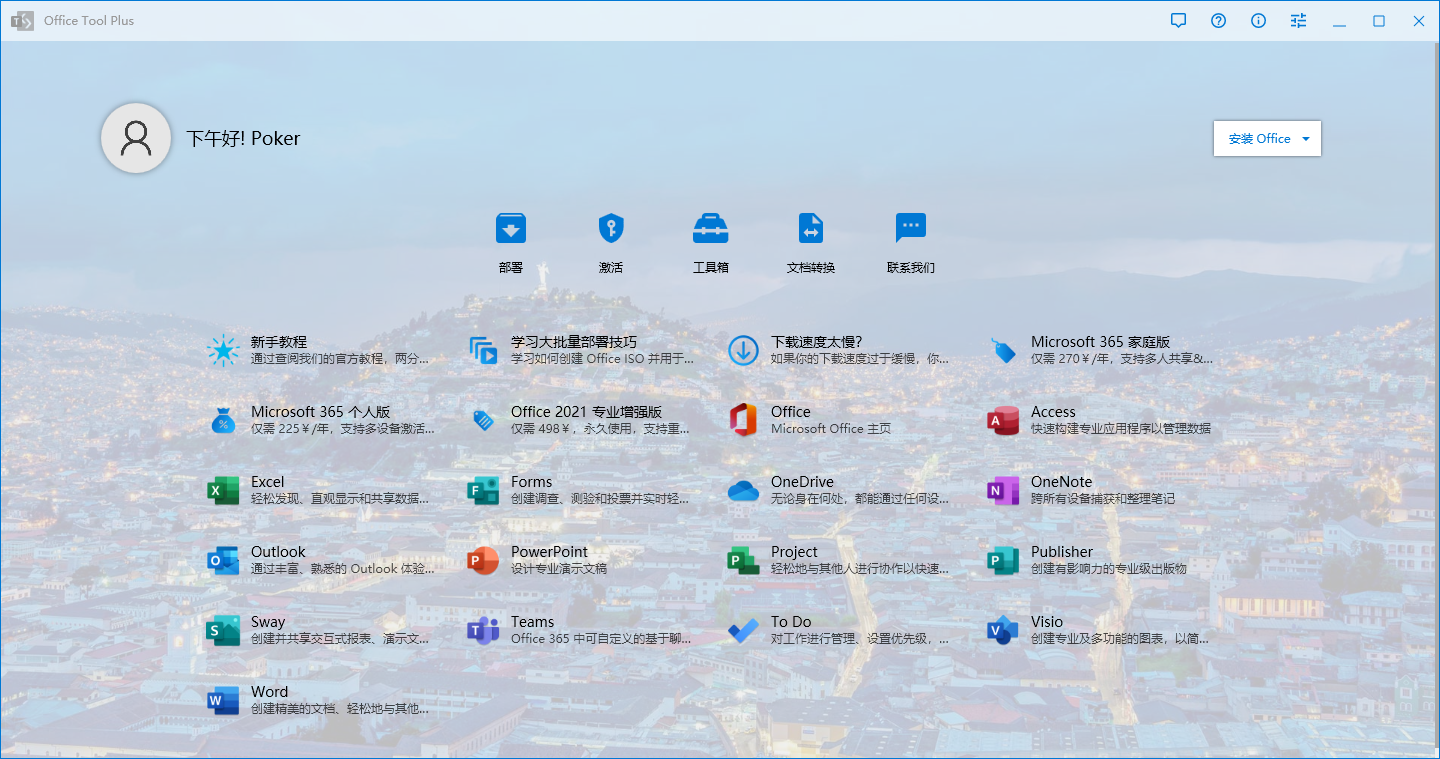 Office Tool Plus
下午好! Poker
安装 Office
部署
激活
工具箱
文档转换
联系我们
新手教程
通过查阅我们的官方教程，两分...
学习大批量部署技巧
学习如何创建 Office ISO 并用于...
下载速度太慢?
如果你的下载速度过于缓慢，你...
Microsoft 365 家庭版
仅需 270￥/年，支持多人共享&...
Microsoft 365 个人版
仅需 225￥/年，支持多设备激活...
Office 2021 专业增强版
仅需 498￥，永久使用，支持重...
Office
Microsoft Office 主页
Access
快速构建专业应用程序以管理数据
Excel
轻松发现、直观显示和共享数据...
Forms
创建调查、测验和投票并实时轻...
OneDrive
无论身在何处，都能通过任何设...
OneNote
跨所有设备捕获和整理笔记
Outlook
通过丰富、熟悉的 Outlook 体验...
PowerPoint
设计专业演示文稿
Project
轻松地与其他人进行协作以快速...
Publisher
创建有影响力的专业级出版物
Sway
创建并共享交互式报表、演示文...
Teams
Office 365 中可自定义的基于聊...
To Do
对工作进行管理、设置优先级，...
Visio
创建专业及多功能的图表，以简...
Word
创建精美的文档、轻松地与其他...